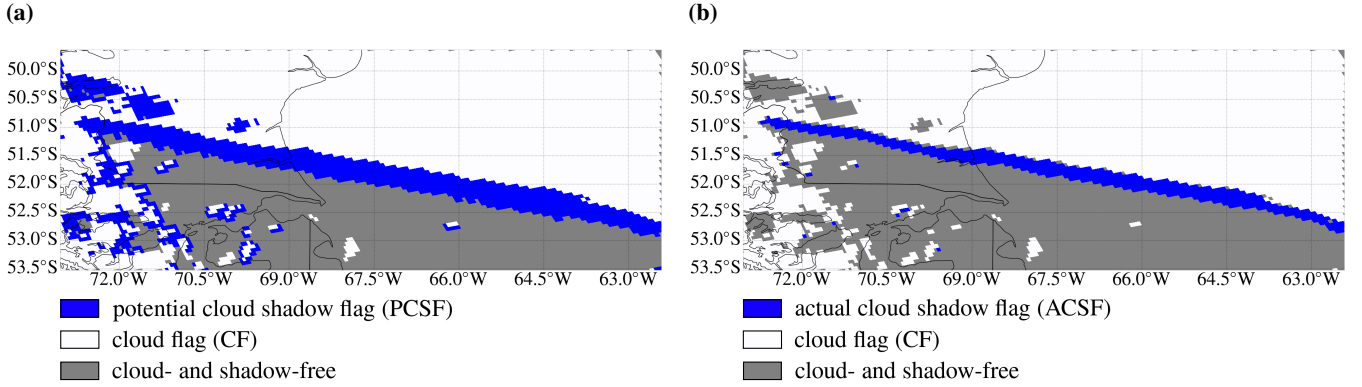 (a)
50.0°S
50.5°S
51.0°S
51.5°S
52.0°S
52.5°S
53.0°S
53.5°S
72.0°W 70.5°W 69.0°W 67.5°W 66.0°W 64.5°W 63.0°W
potential cloud shadow flag (PCSF)
cloud flag (CF)
cloud- and shadow-free
(b)
50.0°S
50.5°S
51.0°S
51.5°S
52.0°S
52.5°S
53.0°S
53.5°S
72.0°W 70.5°W 69.0°W 67.5°W 66.0°W 64.5°W 63.0°W
actual cloud shadow flag (ACSF)
cloud flag (CF)
cloud- and shadow-free